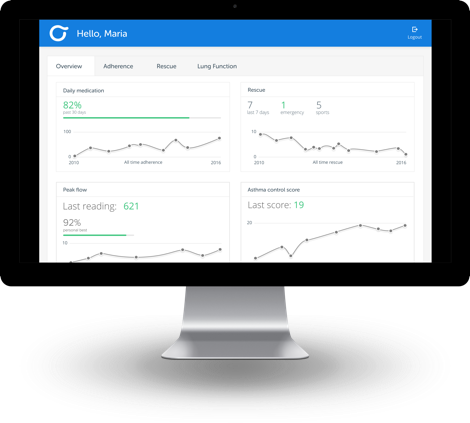 Hello, Maria
Logout
Overview Adherence Rescue Lung Function
Daily medication
82%
past 30 days
100
0
2010 All time adherence 2016
Rescue
7 1 5
last 7 days emergency sports
10
0
2010 All time rescue 2016
Peak flow
Last reading: 621
92%
personal best
10
Asthma control score
Last score: 19
20